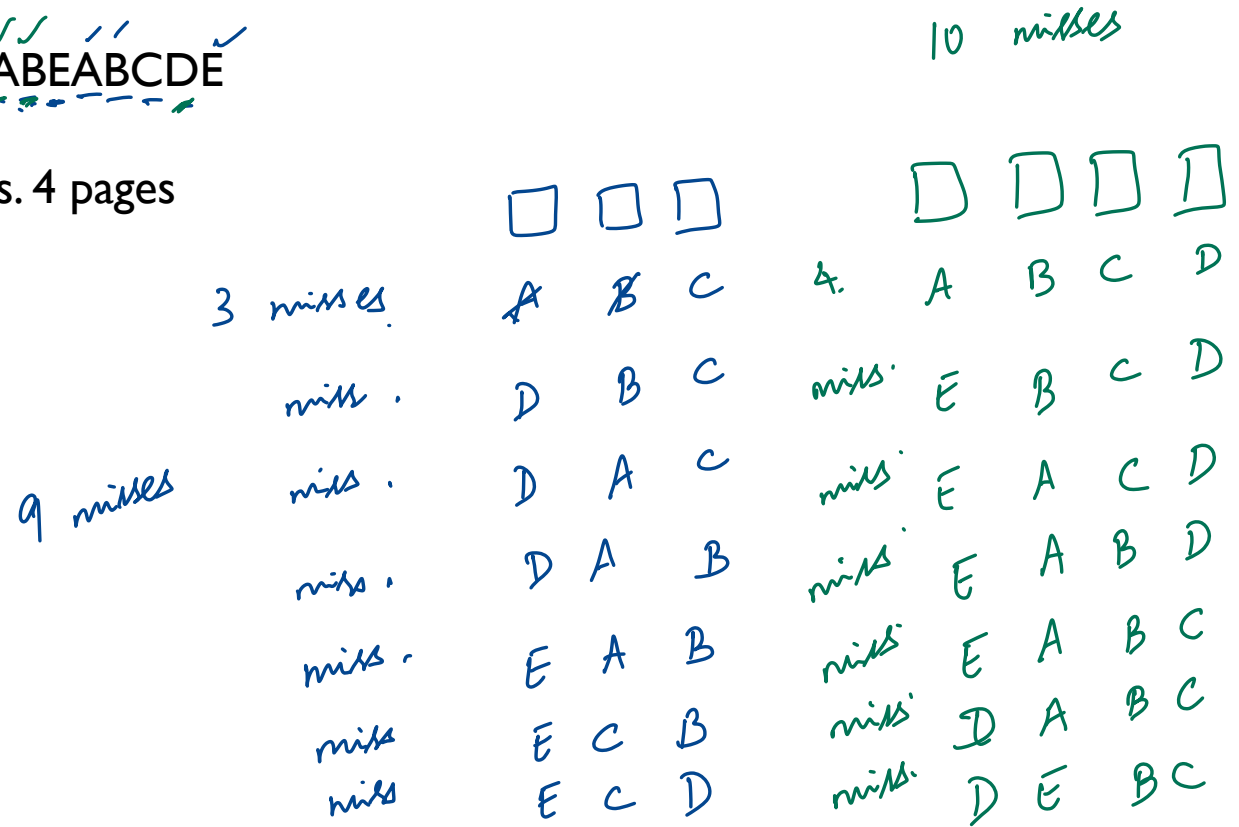 10 misses
ABEABCDE
s. 4 pages
3 misses. A B C 4. A B C D
miss. D B C miss. E B C D
9 misses miss. D A C miss. E A C D
miss. D A B miss. E A B D
miss. E A B miss. E A B C
miss E C B miss. D A B C
miss E C D miss. D E B C